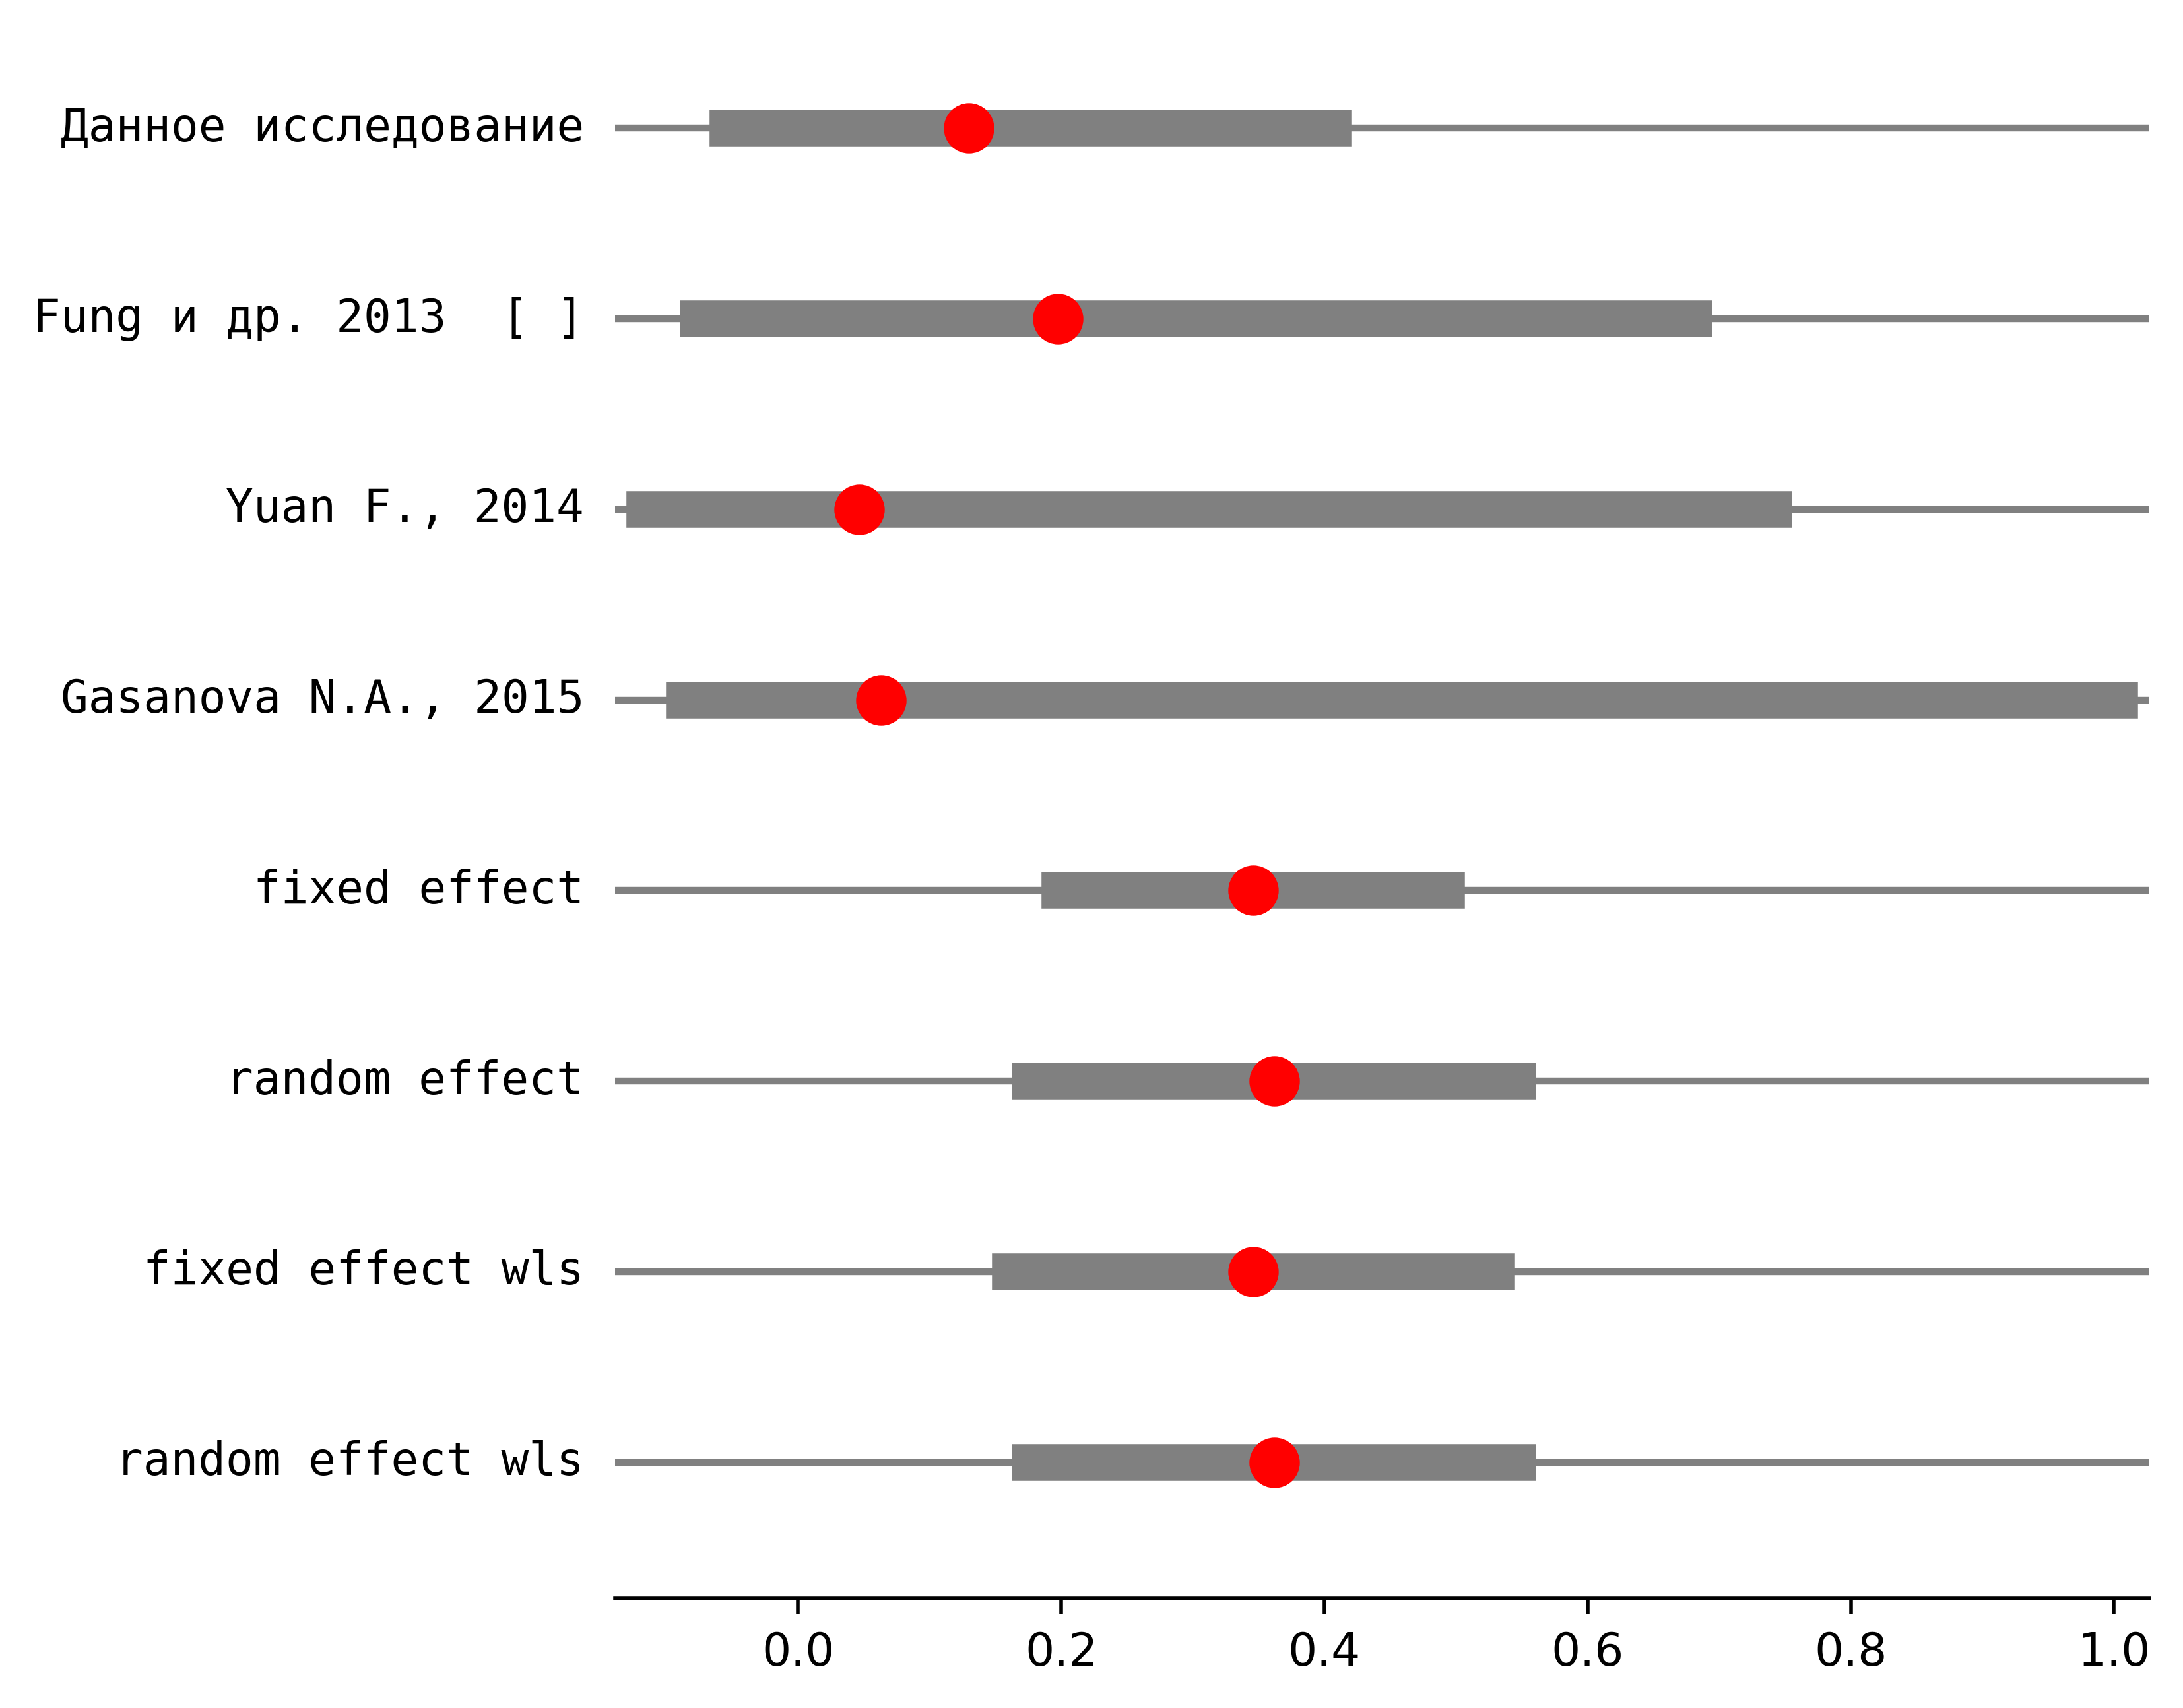 Данное исследование
Fung и др. 2013 [ ]
Yuan F., 2014
Gasanova N.A., 2015
fixed effect
random effect
fixed effect wls
random effect wls
0.0 0.2 0.4 0.6 0.8 1.0